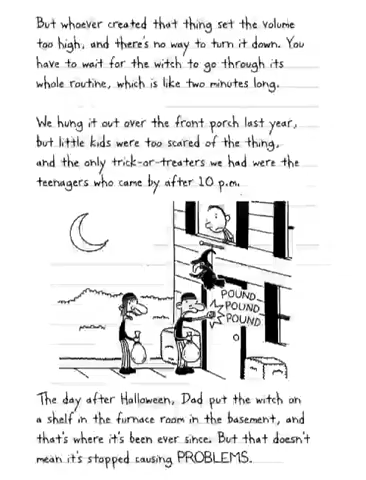 But whoever created that thing set the volume
too high, and there's no way to turn it down. You
have to wait for the witch to go through its
whole routine, which is like two minutes long.
We hung it out over the front porch last year,
but little kids were too scared of the thing,
and the only trick-or-treaters we had were the
teenagers who came by after 10 p.m.
POUND
POUND
POUND
The day after Halloween, Dad put the witch on
a shelf in the furnace room in the basement, and
that's where it's been ever since. But that doesn't
mean it's stopped causing PROBLEMS.